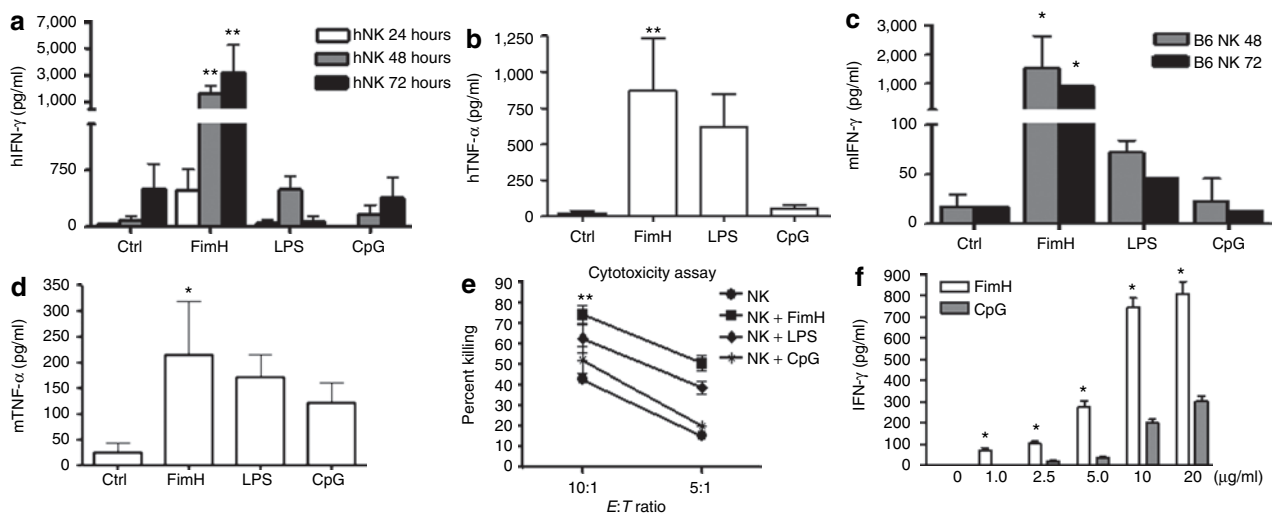 a
hIFN-γ (pg/ml)
7,000
5,000
3,000
1,000
750
0
**
**
hNK 24 hours
hNK 48 hours
hNK 72 hours
Ctrl FimH LPS CpG
b
hTNF-α (pg/ml)
1,250
1,000
750
500
250
0
**
Ctrl FimH LPS CpG
c
mIFN-γ (pg/ml)
3,000
2,000
1,000
100
50
0
*
*
B6 NK 48
B6 NK 72
Ctrl FimH LPS CpG
d
mTNF-α (pg/ml)
350
300
250
200
150
100
50
0
*
Ctrl FimH LPS CpG
e
Cytotoxicity assay
Percent killing
90
80
70
60
50
40
30
20
10
0
**
NK
NK + FimH
NK + LPS
NK + CpG
10:1 5:1
E:T ratio
f
IFN-γ (pg/ml)
900
800
700
600
500
400
300
200
100
0
FimH
CpG
* * * * *
0 1.0 2.5 5.0 10 20 (μg/ml)